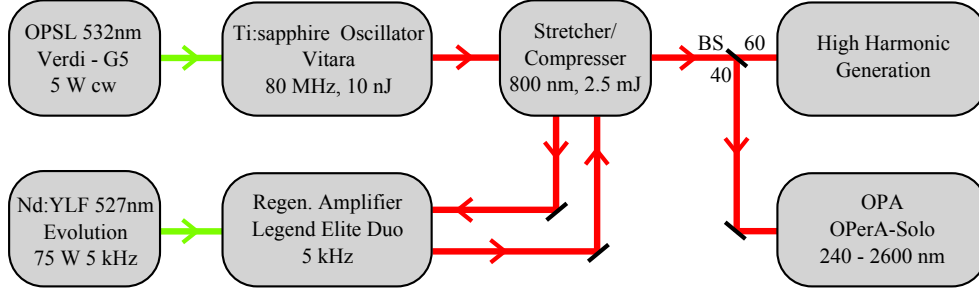 OPSL 532nm
Verdi - G5
5 W cw
Ti:sapphire Oscillator
Vitara
80 MHz, 10 nJ
Stretcher/
Compresser
800 nm, 2.5 mJ
BS
60
40
High Harmonic
Generation
Nd:YLF 527nm
Evolution
75 W 5 kHz
Regen. Amplifier
Legend Elite Duo
5 kHz
OPA
OPerA-Solo
240 - 2600 nm